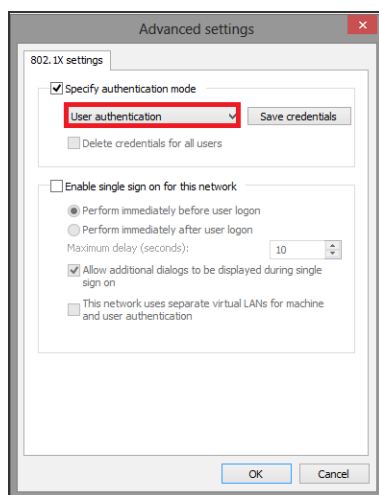 Advanced settings
802.1X settings
Specify authentication mode
User authentication
Save credentials
Delete credentials for all users
Enable single sign on for this network
Perform immediately before user logon
Perform immediately after user logon
Maximum delay (seconds):
10
Allow additional dialogs to be displayed during single
sign on
This network uses separate virtual LANs for machine
and user authentication
OK
Cancel